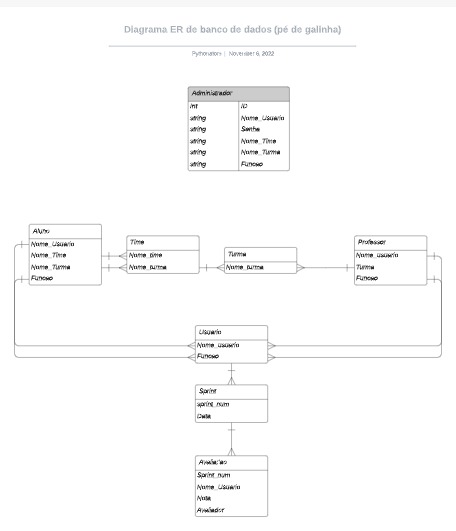 Diagrama ER de banco de dados (pé de galinha)
Pythonatom | November 6, 2022
Administrador
int ID
string Nome_Usuario
string Senha
string Nome_Time
string Nome_Turma
string Funcao
Aluno
Nome_Usuario
Nome_Time
Nome_Turma
Funcao
Time
Nome_time
Nome_turma
Turma
Nome_turma
Professor
Nome_usuario
Turma
Funcao
Usuario
Nome_usuario
Funcao
Sprint
sprint_num
Data
Avaliacao
Sprint_num
Nome_Usuario
Nota
Avaliador